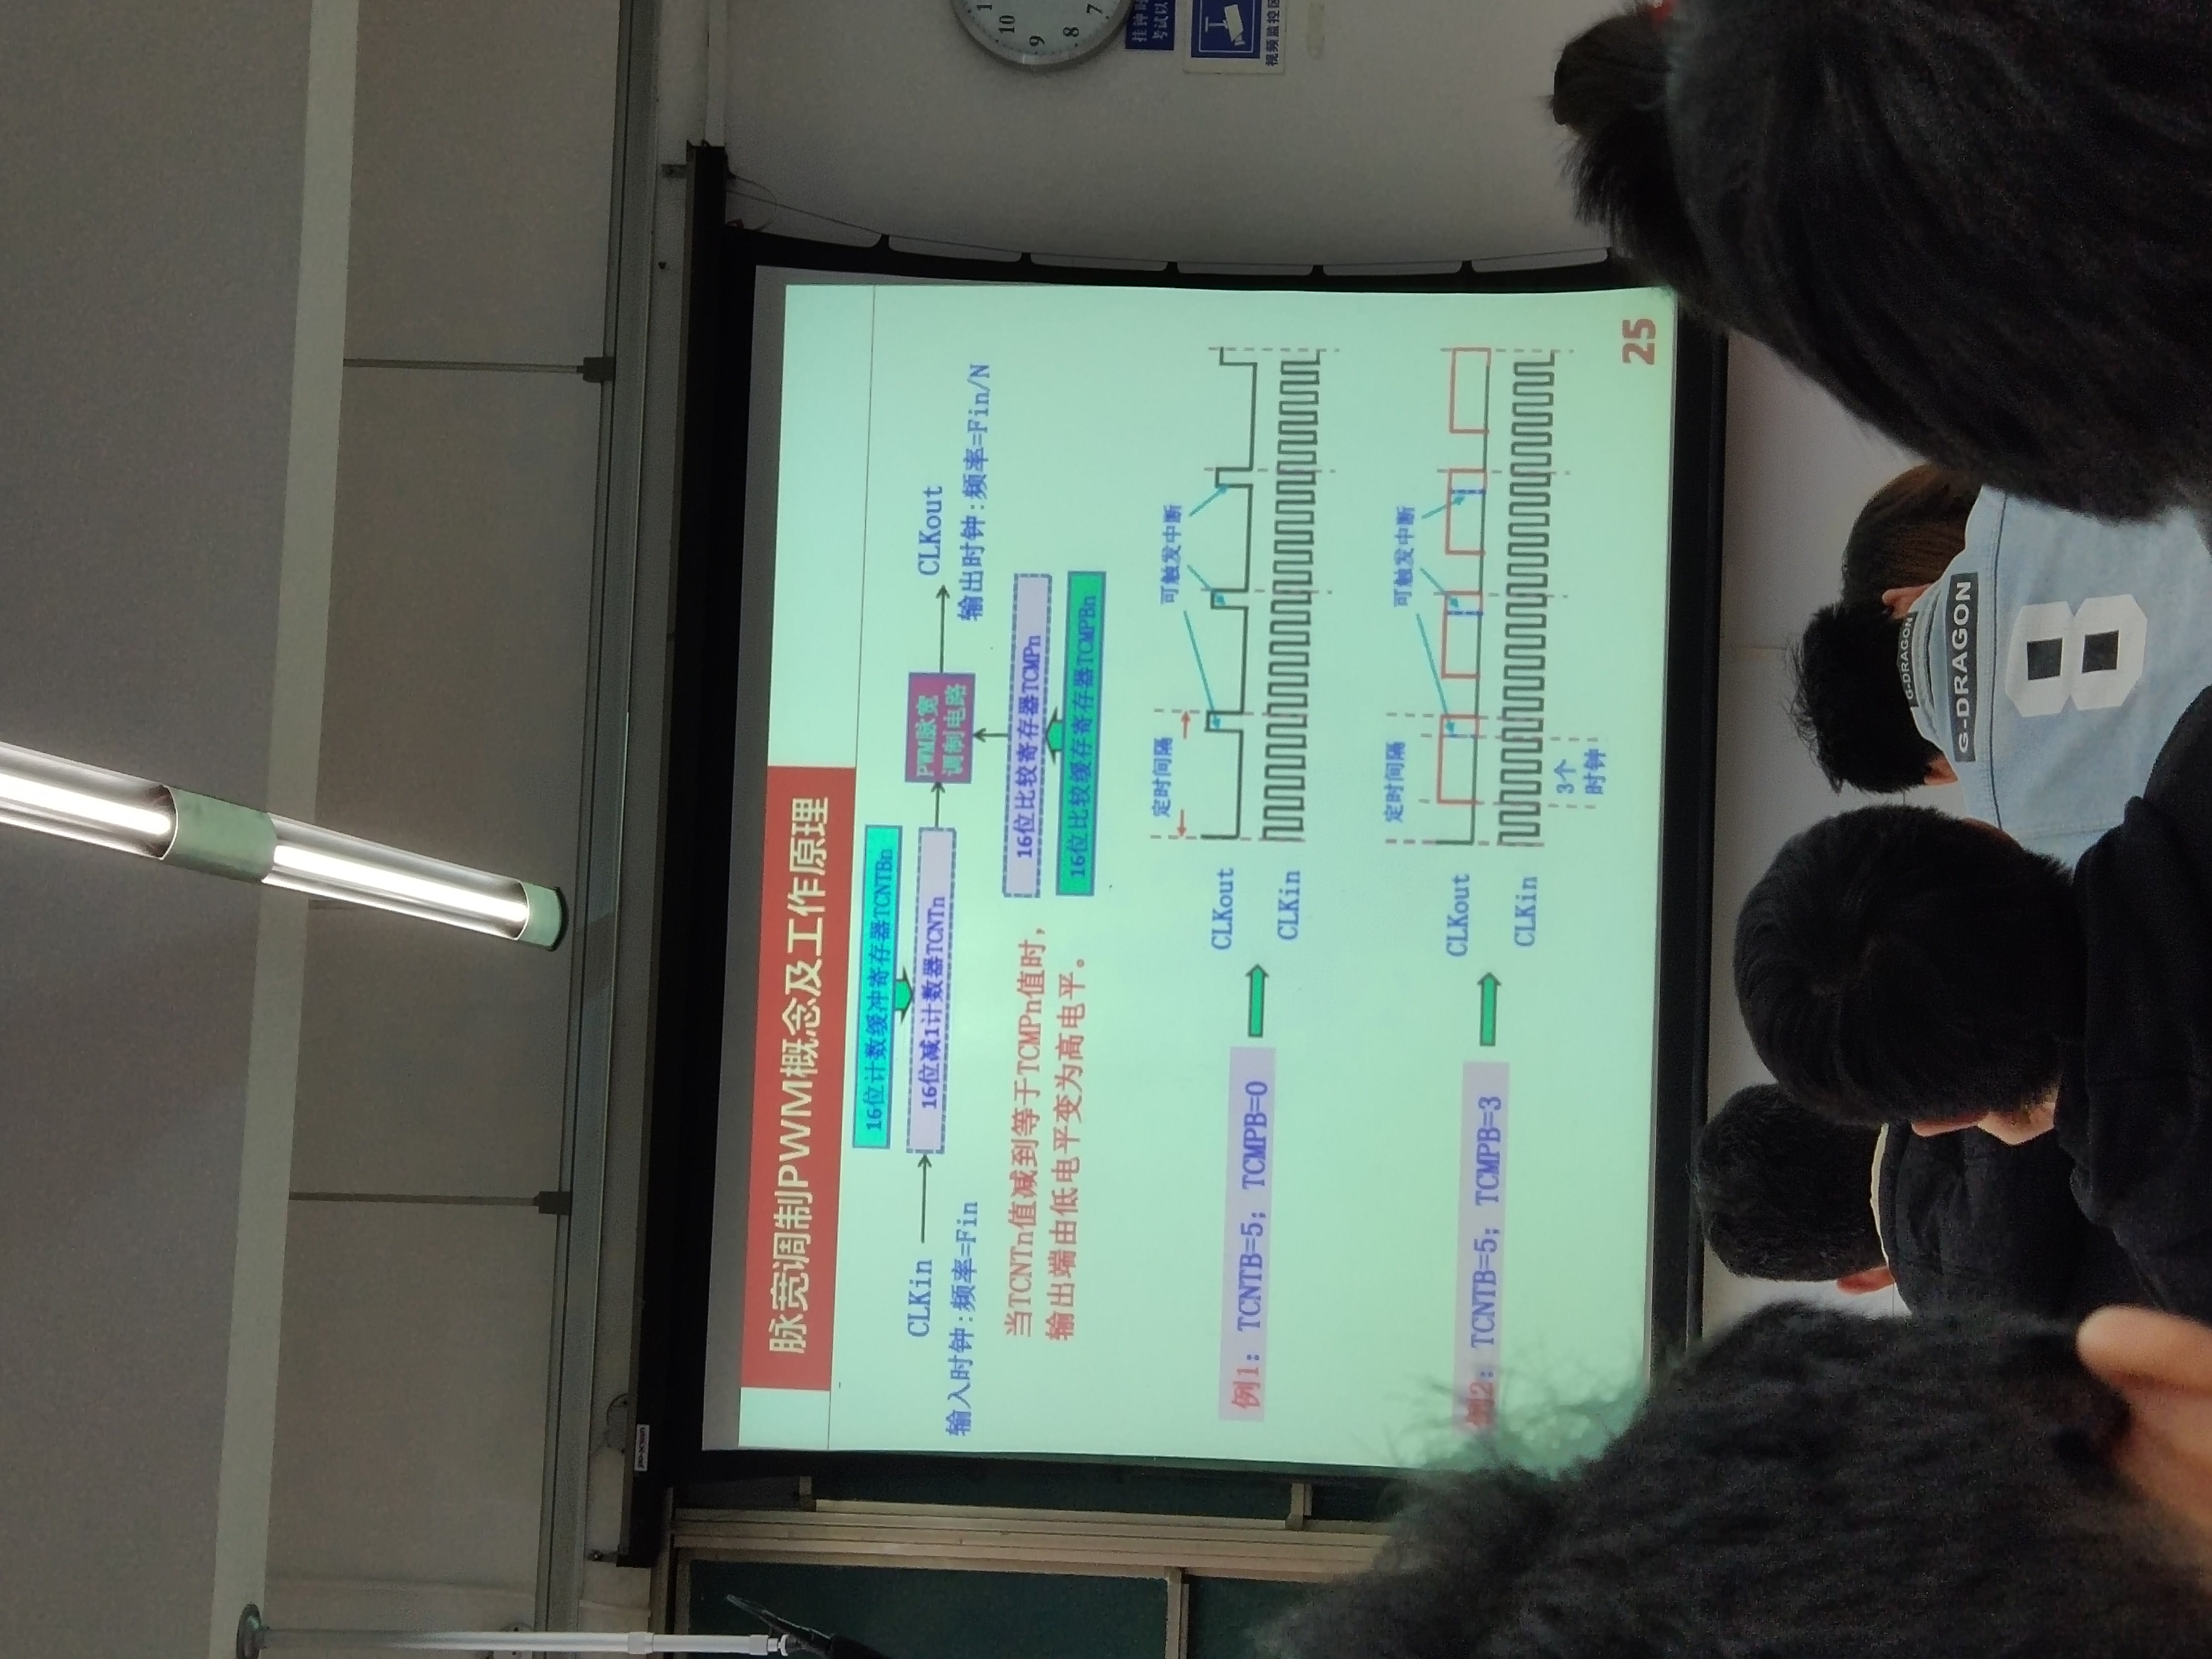 脉宽调制PWM概念及工作原理
16位计数缓冲寄存器TCNTBn
CLKin
16位减1计数器TCNTn
PWM脉宽
调制电路
CLKout
输入时钟:频率=Fin
输出时钟:频率=Fin/N
当TCNTn值减到等于TCMPn值时，
输出端由低电平变为高电平。
16位比较寄存器TCMPn
16位比较缓存寄存器TCMPBn
定时间隔
可触发中断
CLKout
例1：TCNTB=5；TCMPB=0
CLKin
定时间隔
可触发中断
CLKout
例2：TCNTB=5；TCMPB=3
CLKin
3个
时钟
25
10
9
8
7
挂钟时
考试以
视频监控区
G-DRAGON
G-DRAGON
8